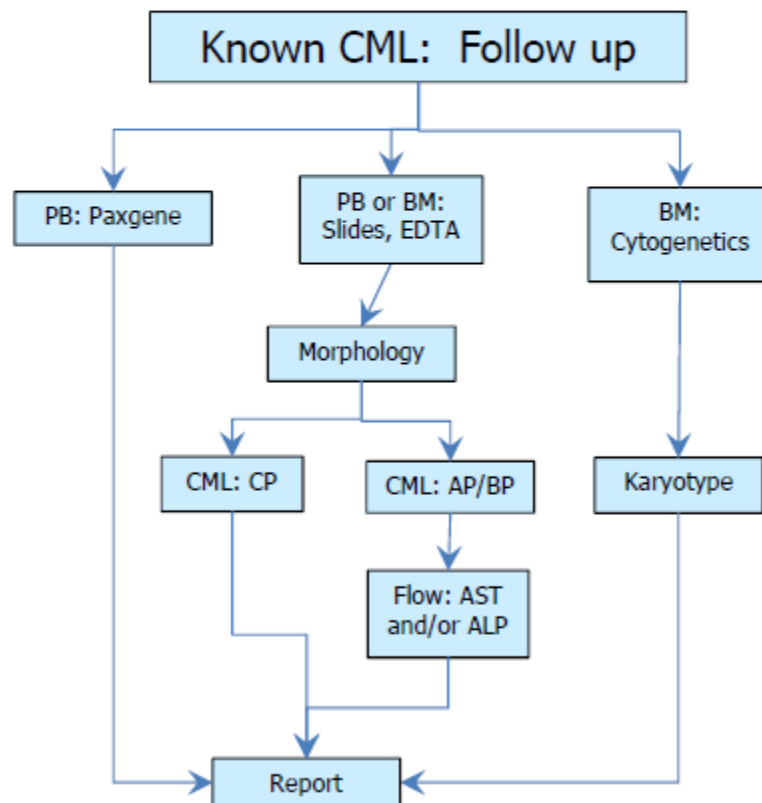 Known CML: Follow up
PB: Paxgene
PB or BM:
Slides, EDTA
BM:
Cytogenetics
Morphology
CML: CP
CML: AP/BP
Karyotype
Flow: AST
and/or ALP
Report